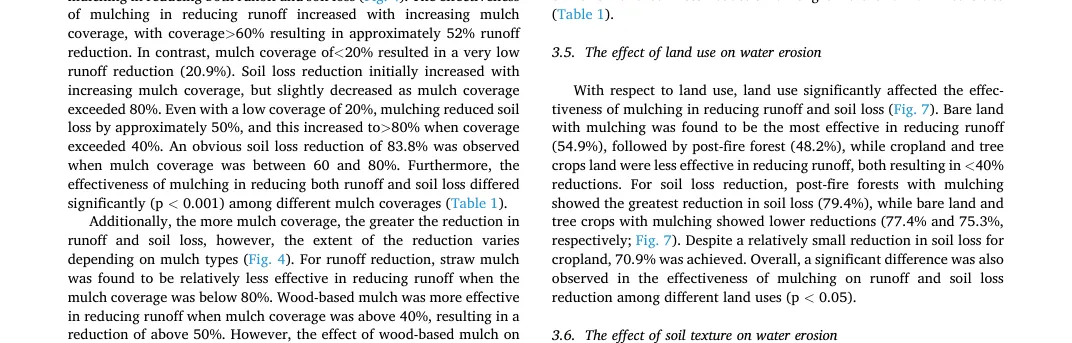 of mulching in reducing runoff increased with increasing mulch
coverage, with coverage>60% resulting in approximately 52% runoff
reduction. In contrast, mulch coverage of<20% resulted in a very low
runoff reduction (20.9%). Soil loss reduction initially increased with
increasing mulch coverage, but slightly decreased as mulch coverage
exceeded 80%. Even with a low coverage of 20%, mulching reduced soil
loss by approximately 50%, and this increased to>80% when coverage
exceeded 40%. An obvious soil loss reduction of 83.8% was observed
when mulch coverage was between 60 and 80%. Furthermore, the
effectiveness of mulching in reducing both runoff and soil loss differed
significantly (p < 0.001) among different mulch coverages (Table 1).
Additionally, the more mulch coverage, the greater the reduction in
runoff and soil loss, however, the extent of the reduction varies
depending on mulch types (Fig. 4). For runoff reduction, straw mulch
was found to be relatively less effective in reducing runoff when the
mulch coverage was below 80%. Wood-based mulch was more effective
in reducing runoff when mulch coverage was above 40%, resulting in a
reduction of above 50%. However, the effect of wood-based mulch on
(Table 1).
3.5. The effect of land use on water erosion
With respect to land use, land use significantly affected the effec-
tiveness of mulching in reducing runoff and soil loss (Fig. 7). Bare land
with mulching was found to be the most effective in reducing runoff
(54.9%), followed by post-fire forest (48.2%), while cropland and tree
crops land were less effective in reducing runoff, both resulting in <40%
reductions. For soil loss reduction, post-fire forests with mulching
showed the greatest reduction in soil loss (79.4%), while bare land and
tree crops with mulching showed lower reductions (77.4% and 75.3%,
respectively; Fig. 7). Despite a relatively small reduction in soil loss for
cropland, 70.9% was achieved. Overall, a significant difference was also
observed in the effectiveness of mulching on runoff and soil loss
reduction among different land uses (p < 0.05).
3.6. The effect of soil texture on water erosion